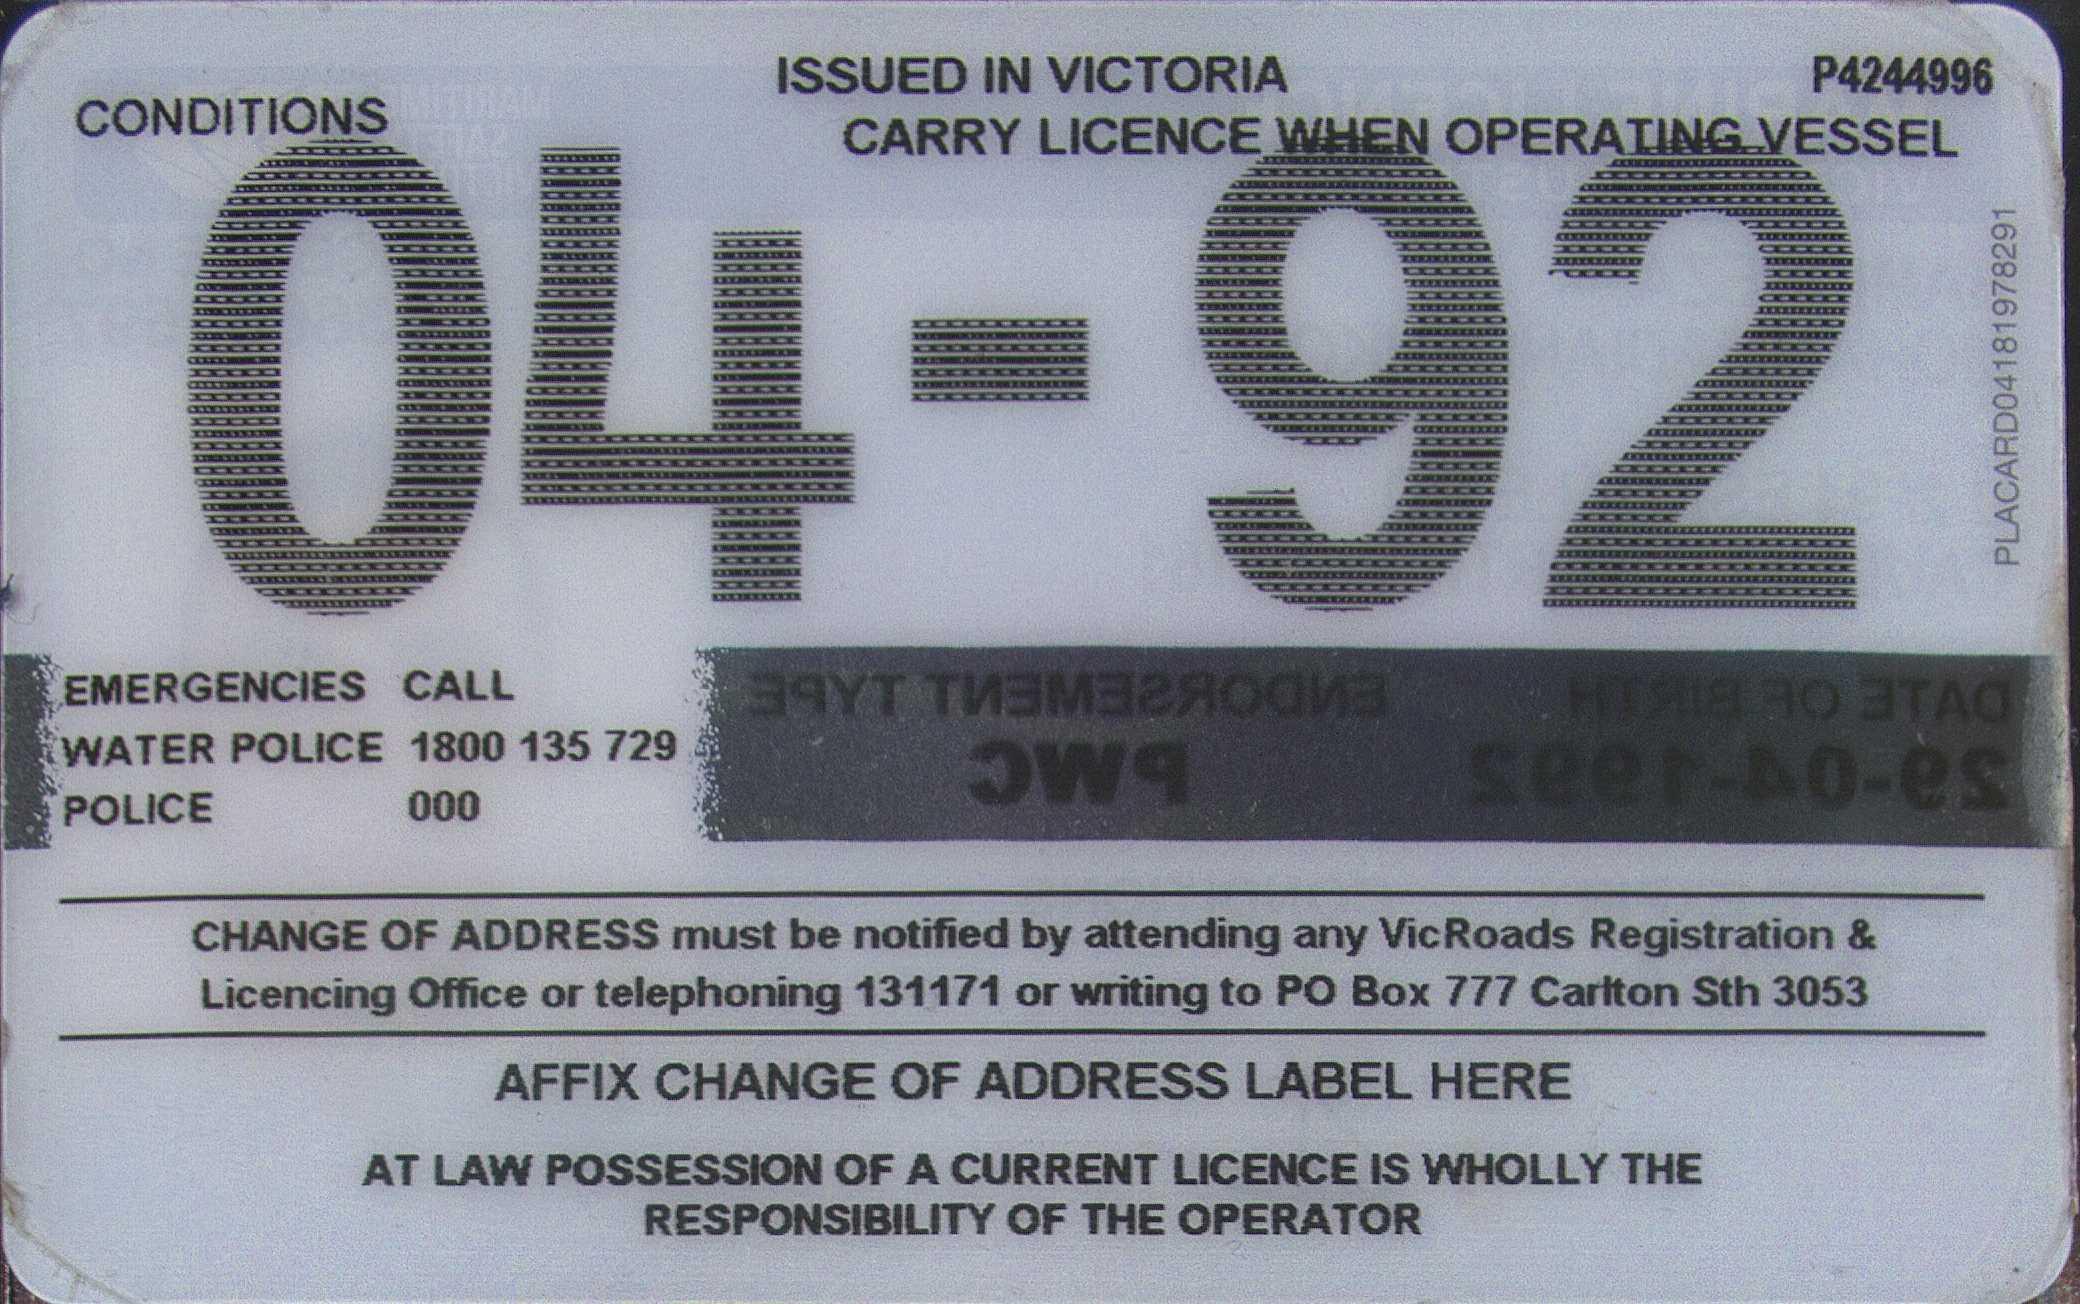 ISSUED IN VICTORIA
P4244996
CONDITIONS
CARRY LICENCE WHEN OPERATING VESSEL
04-92
PLACARD04181978291
EMERGENCIES CALL
WATER POLICE 1800 135 729
POLICE 000
ENDORSEMENT TYPE
DATE OF BIRTH
PWC
29-04-1992
CHANGE OF ADDRESS must be notified by attending any VicRoads Registration &
Licencing Office or telephoning 131171 or writing to PO Box 777 Carlton Sth 3053
AFFIX CHANGE OF ADDRESS LABEL HERE
AT LAW POSSESSION OF A CURRENT LICENCE IS WHOLLY THE
RESPONSIBILITY OF THE OPERATOR